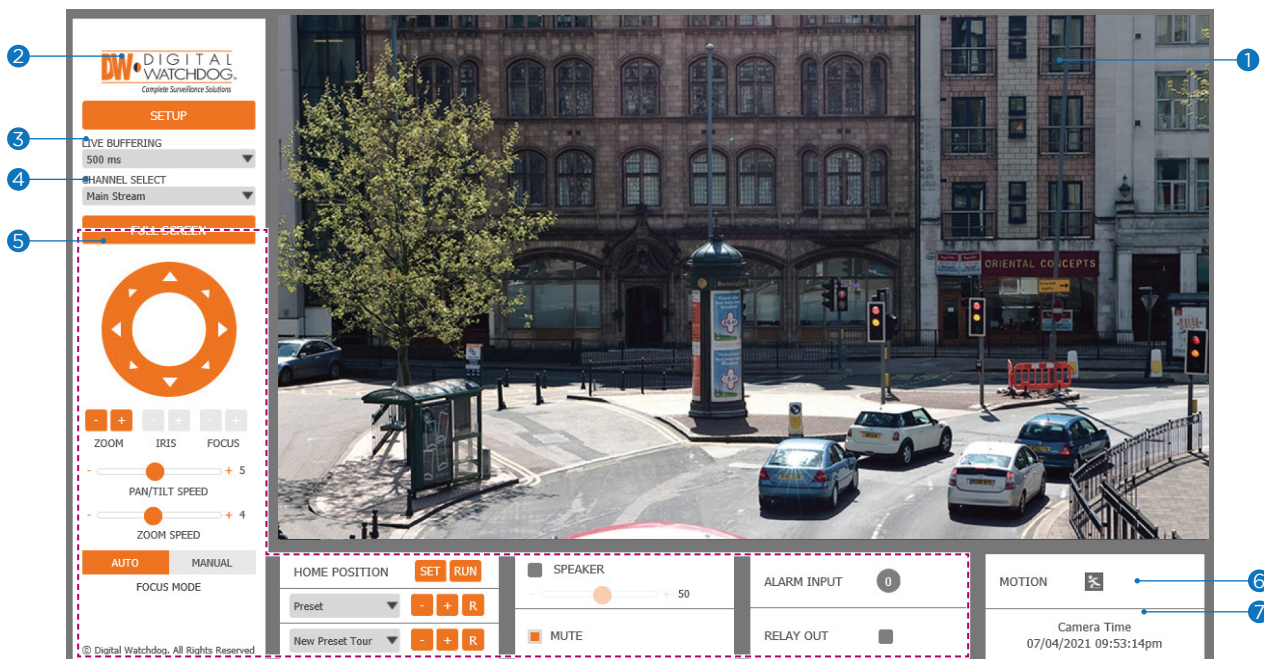 DW DIGITAL
WATCHDOG™
Complete Surveillance Solutions
SETUP
LIVE BUFFERING
500 ms
CHANNEL SELECT
Main Stream
FULL SCREEN
- + - + - +
ZOOM IRIS FOCUS
- + 5
PAN/TILT SPEED
- + 4
ZOOM SPEED
AUTO MANUAL
FOCUS MODE
© Digital Watchdog. All Rights Reserved
ORIENTAL CONCEPTS
HOME POSITION SET RUN
Preset - + R
New Preset Tour - + R
SPEAKER
- + 50
MUTE
ALARM INPUT 0
RELAY OUT
MOTION
Camera Time
07/04/2021 09:53:14pm
1
2
3
4
5
6
7